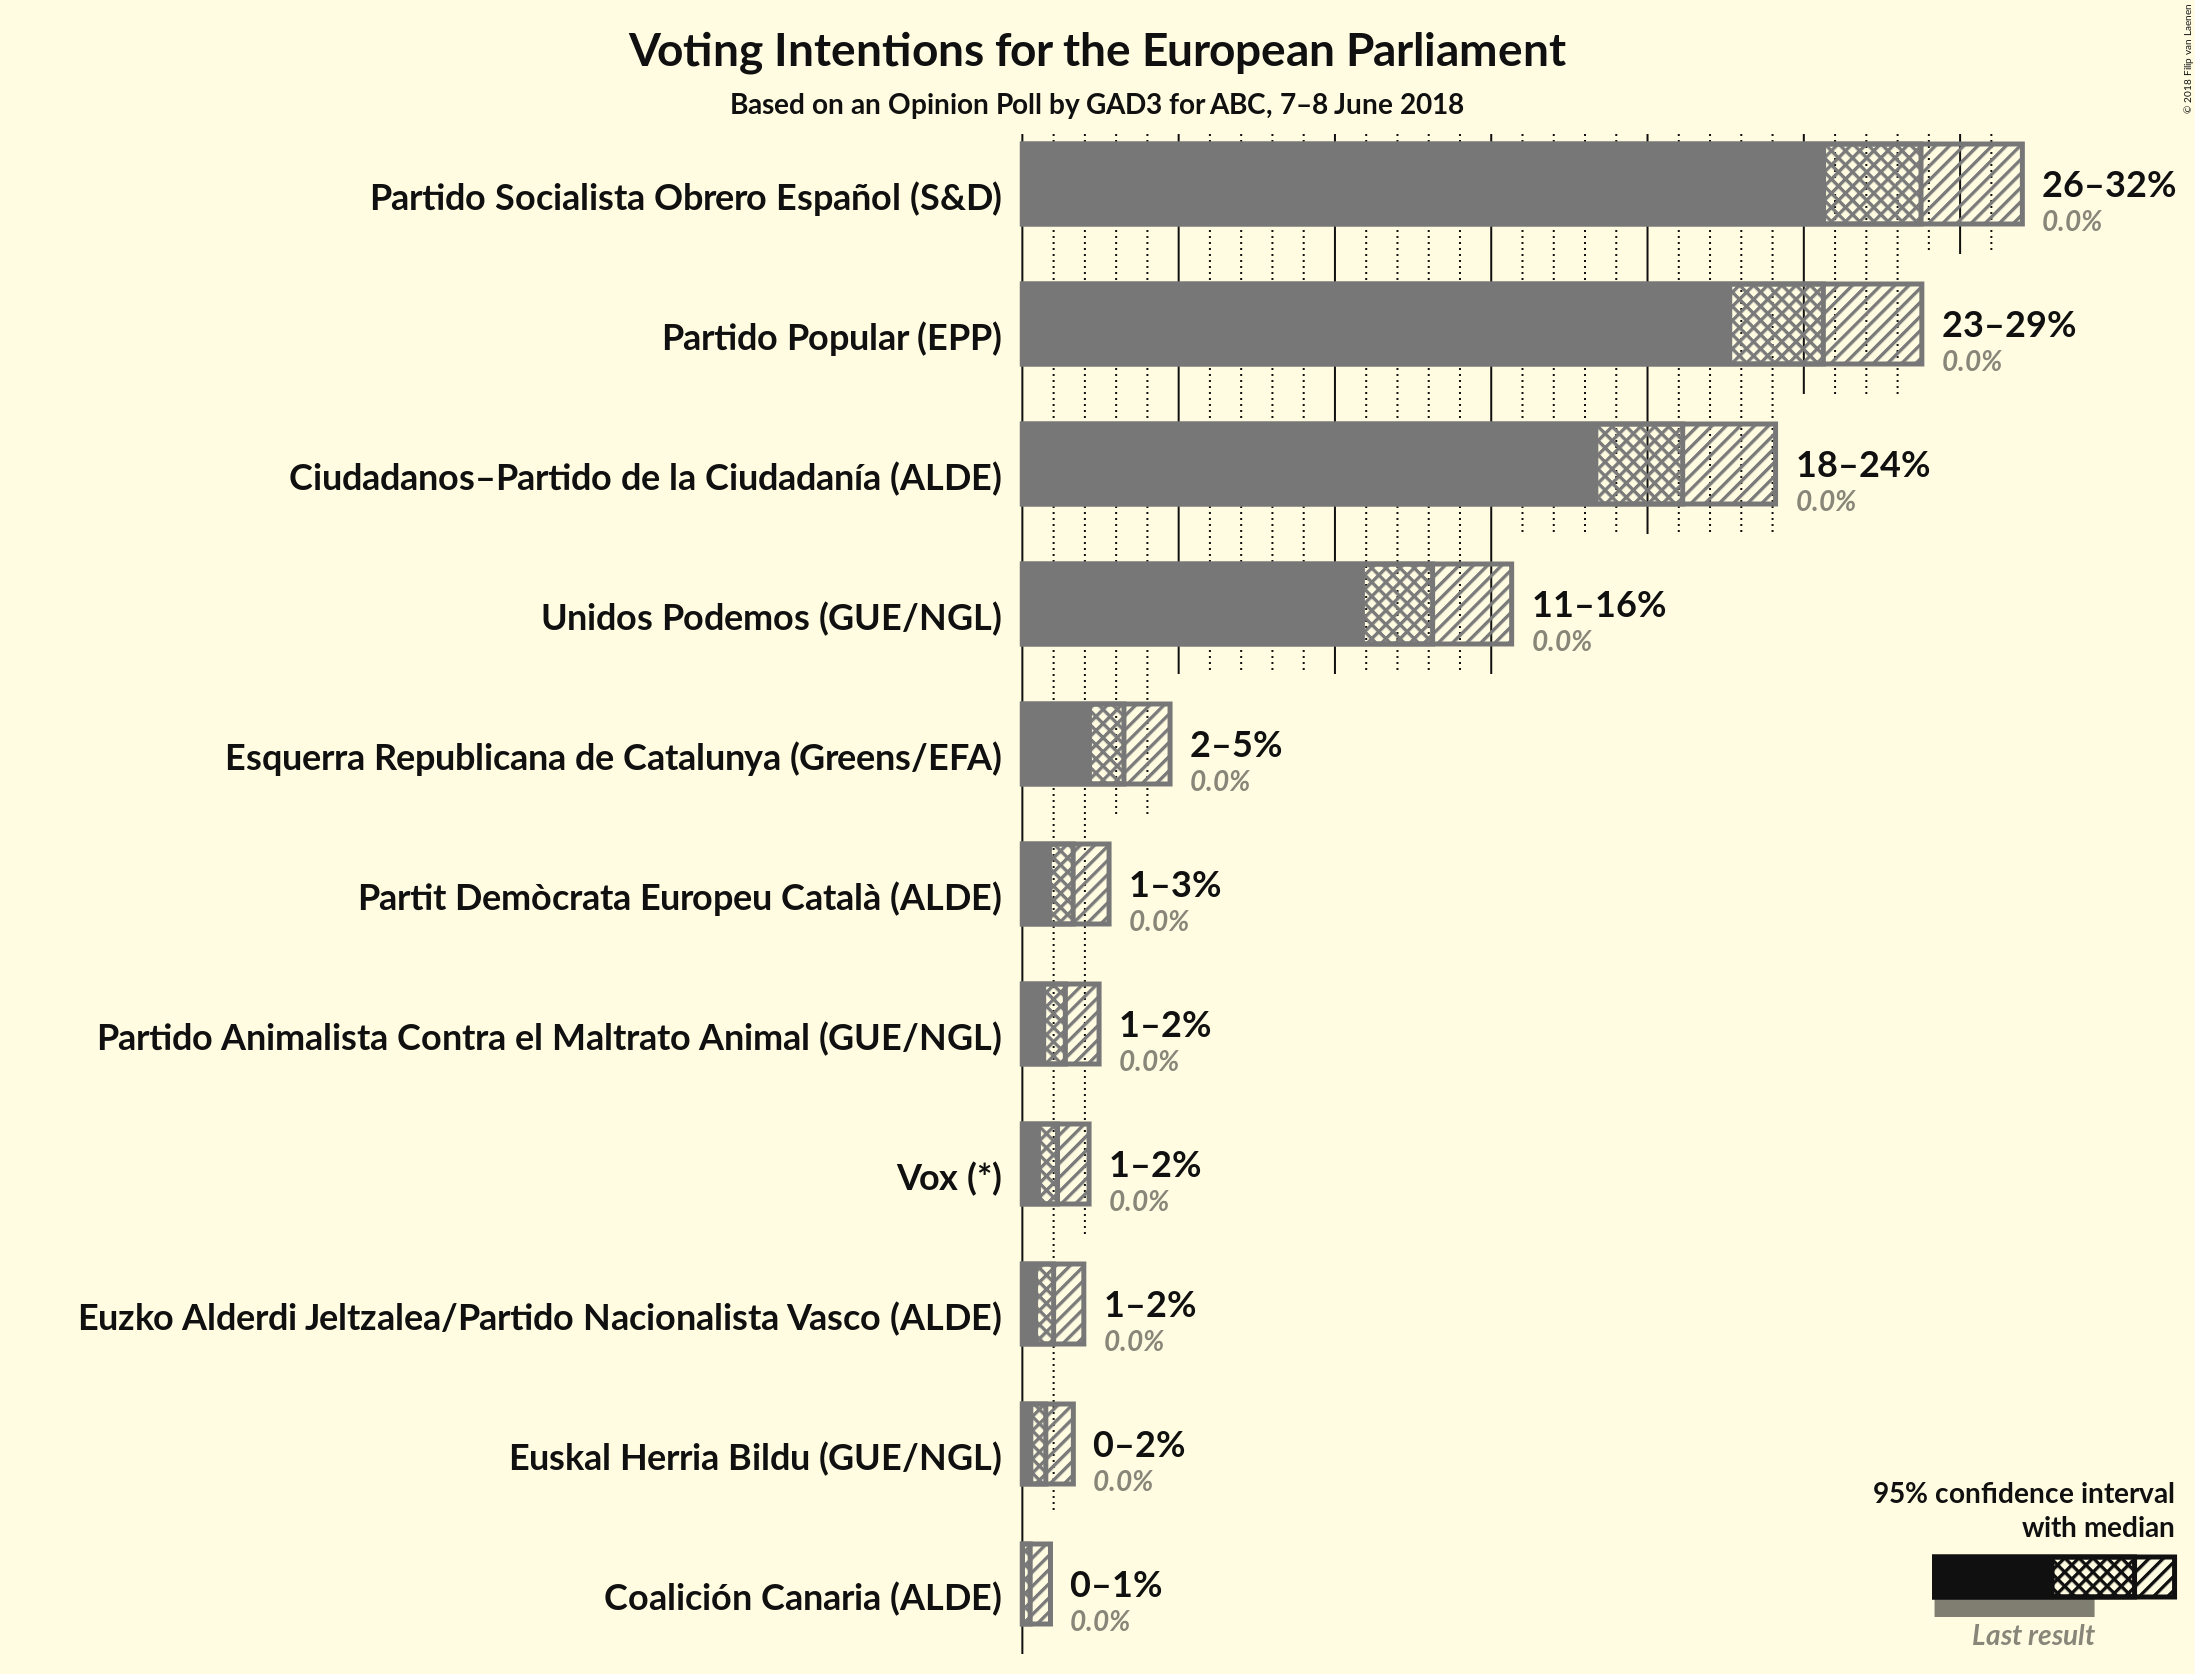 Voting Intentions for the European Parliament
Based on an Opinion Poll by GAD3 for ABC, 7–8 June 2018
© 2018 Filip van Laenen
Partido Socialista Obrero Español (S&D)
26–32%
0.0%
Partido Popular (EPP)
23–29%
0.0%
Ciudadanos–Partido de la Ciudadanía (ALDE)
18–24%
0.0%
Unidos Podemos (GUE/NGL)
11–16%
0.0%
Esquerra Republicana de Catalunya (Greens/EFA)
2–5%
0.0%
Partit Demòcrata Europeu Català (ALDE)
1–3%
0.0%
Partido Animalista Contra el Maltrato Animal (GUE/NGL)
1–2%
0.0%
Vox (*)
1–2%
0.0%
Euzko Alderdi Jeltzalea/Partido Nacionalista Vasco (ALDE)
1–2%
0.0%
Euskal Herria Bildu (GUE/NGL)
0–2%
0.0%
Coalición Canaria (ALDE)
0–1%
0.0%
95% confidence interval
with median
Last result